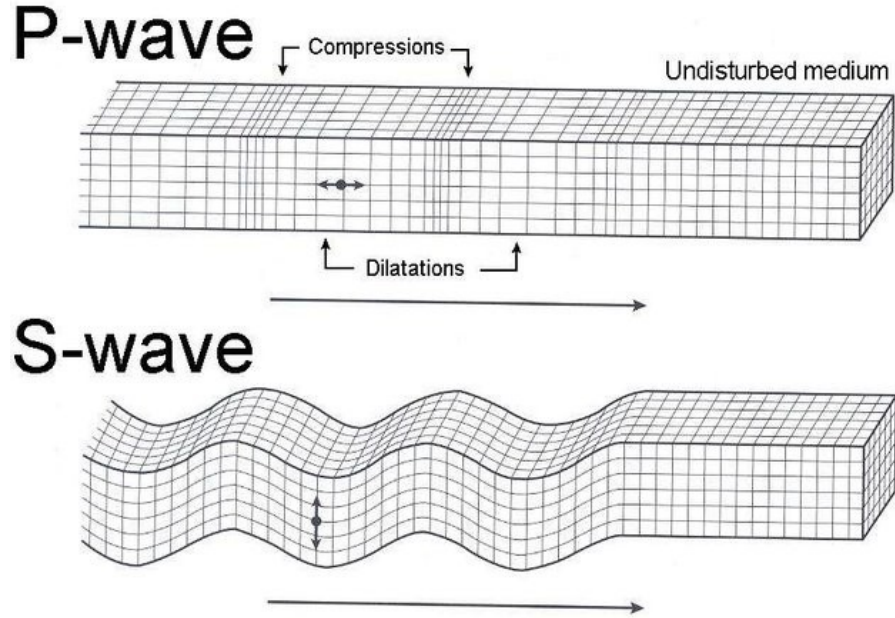 P-wave
Compressions
Undisturbed medium
Dilatations
S-wave